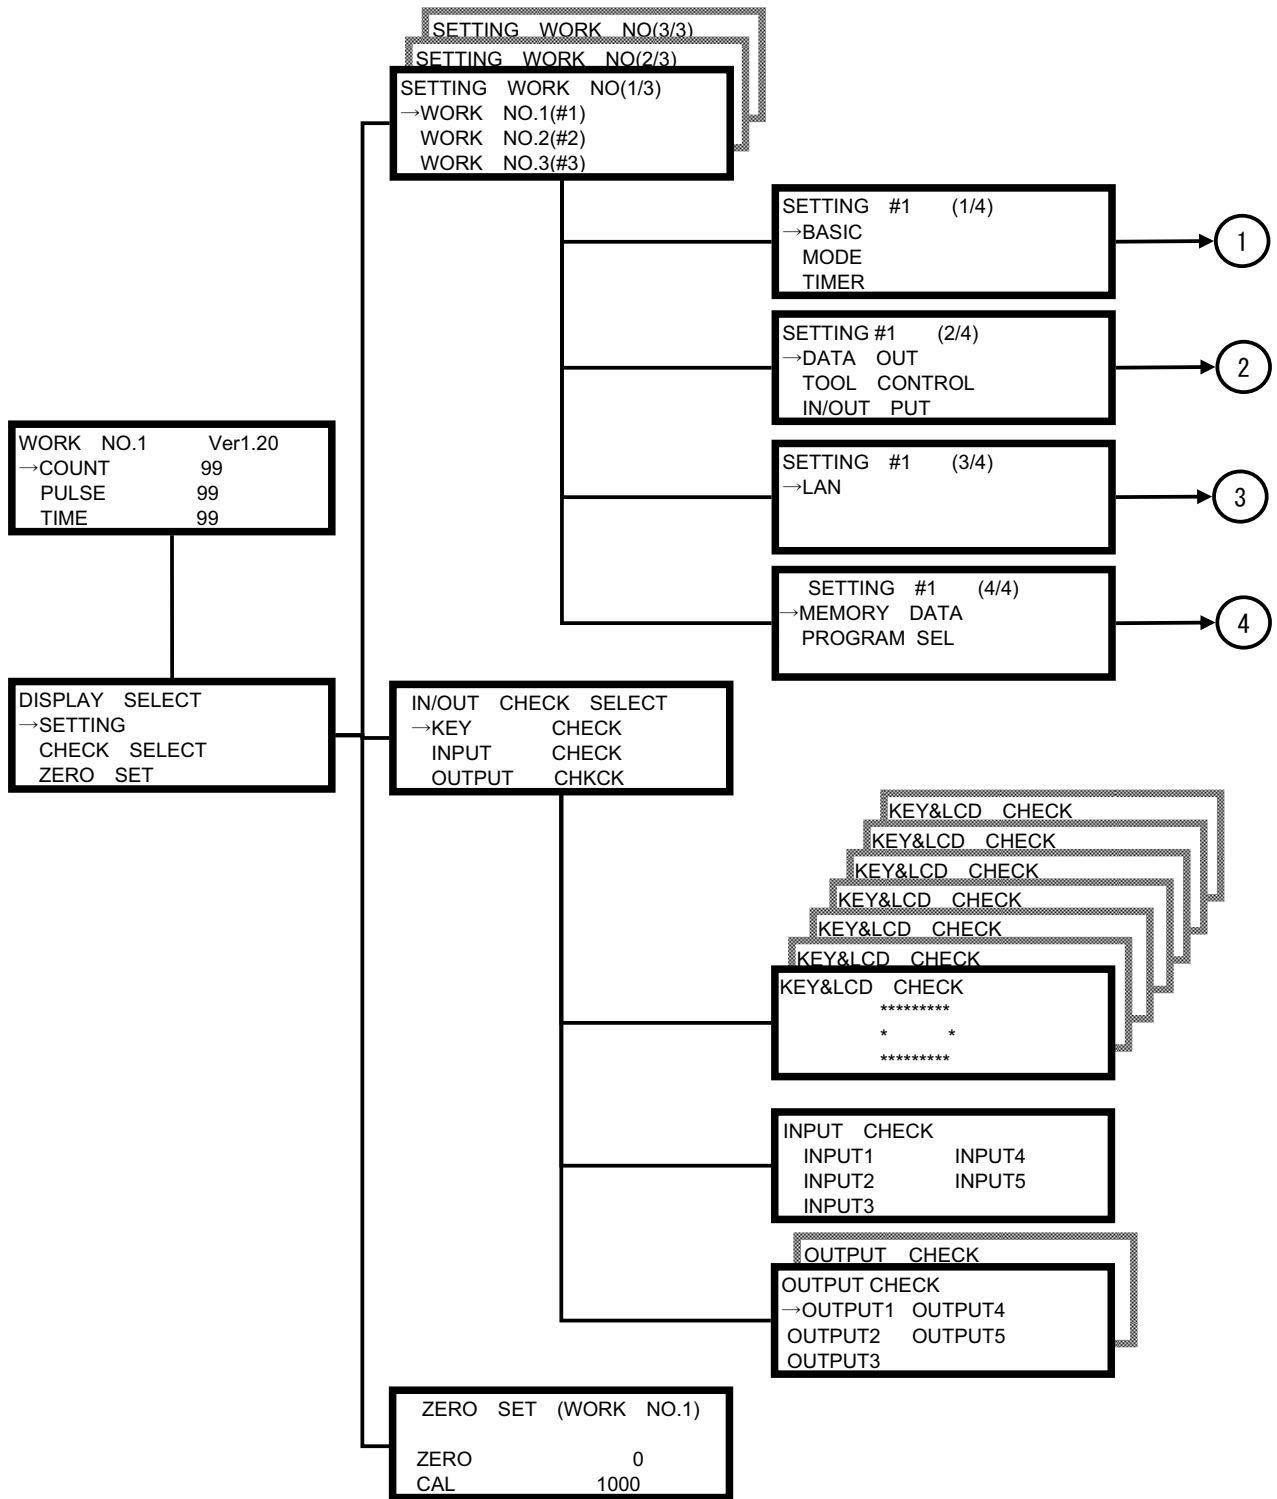 SETTING WORK NO(3/3)
SETTING WORK NO(2/3)
SETTING WORK NO(1/3)
→WORK NO.1(#1)
WORK NO.2(#2)
WORK NO.3(#3)
SETTING #1 (1/4)
→BASIC
MODE
TIMER
1
SETTING #1 (2/4)
→DATA OUT
TOOL CONTROL
IN/OUT PUT
2
WORK NO.1 Ver1.20
→COUNT 99
PULSE 99
TIME 99
SETTING #1 (3/4)
→LAN
3
SETTING #1 (4/4)
→MEMORY DATA
PROGRAM SEL
4
DISPLAY SELECT
→SETTING
CHECK SELECT
ZERO SET
IN/OUT CHECK SELECT
→KEY CHECK
INPUT CHECK
OUTPUT CHKCK
KEY&LCD CHECK
KEY&LCD CHECK
KEY&LCD CHECK
KEY&LCD CHECK
KEY&LCD CHECK
KEY&LCD CHECK
KEY&LCD CHECK
*********
* *
*********
INPUT CHECK
INPUT1 INPUT4
INPUT2 INPUT5
INPUT3
OUTPUT CHECK
OUTPUT CHECK
→OUTPUT1 OUTPUT4
OUTPUT2 OUTPUT5
OUTPUT3
ZERO SET (WORK NO.1)
ZERO 0
CAL 1000